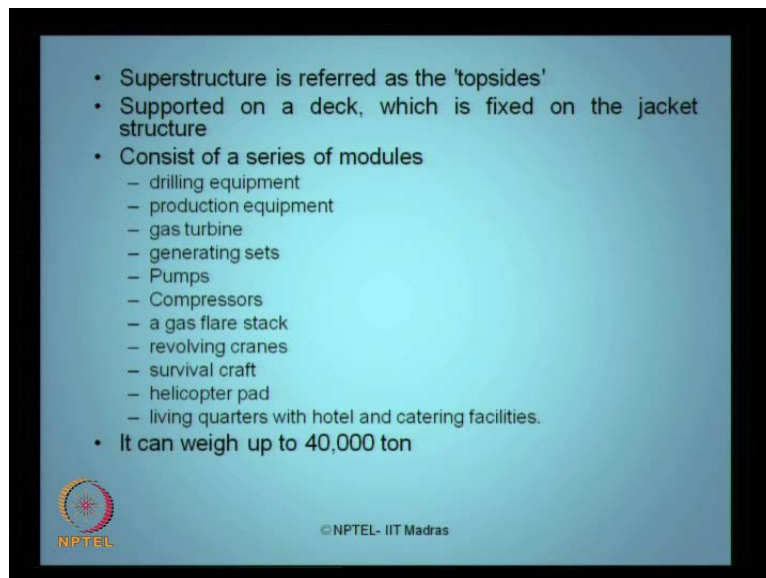 • Superstructure is referred as the 'topsides'
• Supported on a deck, which is fixed on the jacket
structure
• Consist of a series of modules
– drilling equipment
– production equipment
– gas turbine
– generating sets
– Pumps
– Compressors
– a gas flare stack
– revolving cranes
– survival craft
– helicopter pad
– living quarters with hotel and catering facilities.
• It can weigh up to 40,000 ton
NPTEL
© NPTEL- IIT Madras